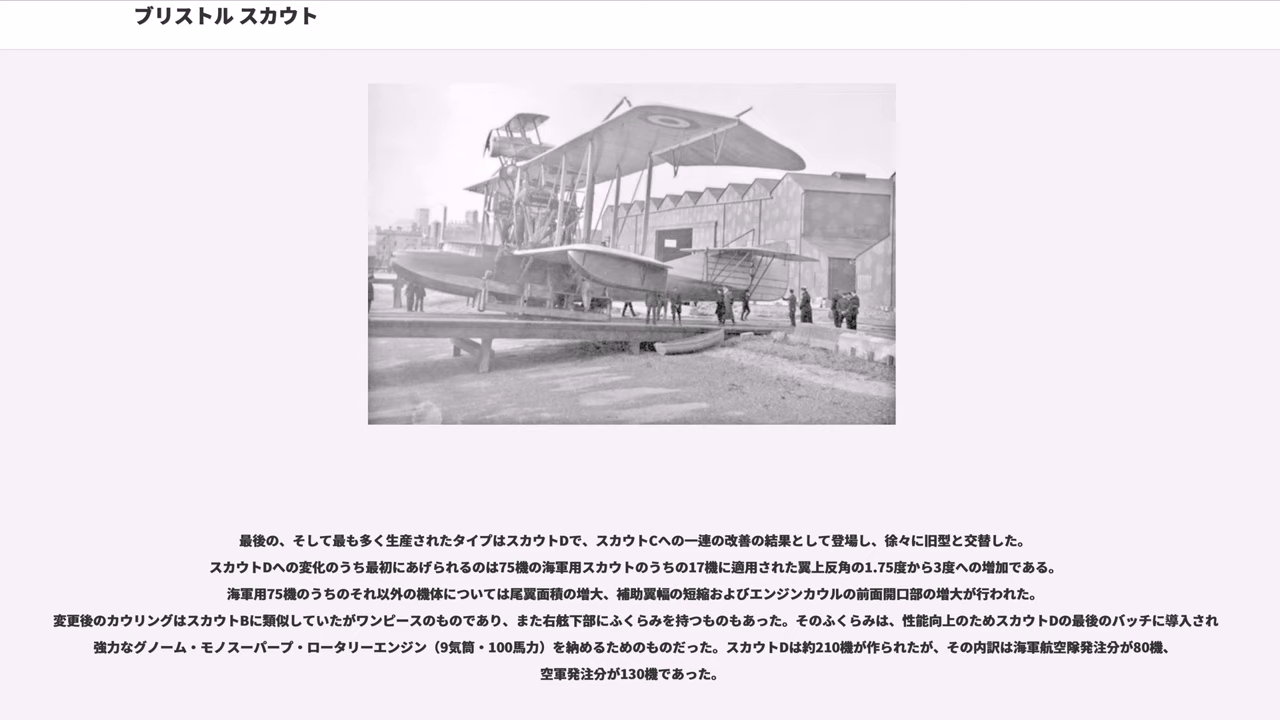 ブリストル スカウト
最後の、そして最も多く生産されたタイプはスカウトDで、スカウトCへの一連の改善の結果として登場し、徐々に旧型と交替した。
スカウトDへの変化のうち最初にあげられるのは75機の海軍用スカウトのうちの17機に適用された翼上反角の1.75度から3度への増加である。
海軍用75機のうちのそれ以外の機体については尾翼面積の増大、補助翼幅の短縮およびエンジンカウルの前面開口部の増大が行われた。
変更後のカウリングはスカウトBに類似していたがワンピースのものであり、また右舷下部にふくらみを持つものもあった。そのふくらみは、性能向上のためスカウトDの最後のバッチに導入され
強力なグノーム・モノスーパープ・ロータリーエンジン（9気筒・100馬力）を納めるためのものだった。スカウトDは約210機が作られたが、その内訳は海軍航空隊発注分が80機、
空軍発注分が130機であった。